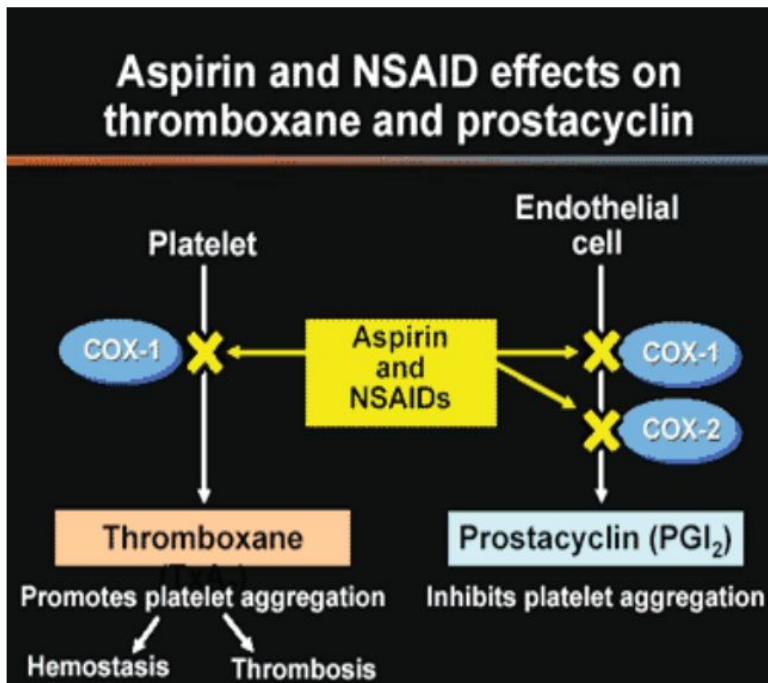 Aspirin and NSAID effects on
thromboxane and prostacyclin
Platelet
Endothelial
cell
COX-1
Aspirin
and
NSAIDs
COX-1
COX-2
Thromboxane
(TxA₂)
Prostacyclin (PGI₂)
Promotes platelet aggregation
Inhibits platelet aggregation
Hemostasis
Thrombosis